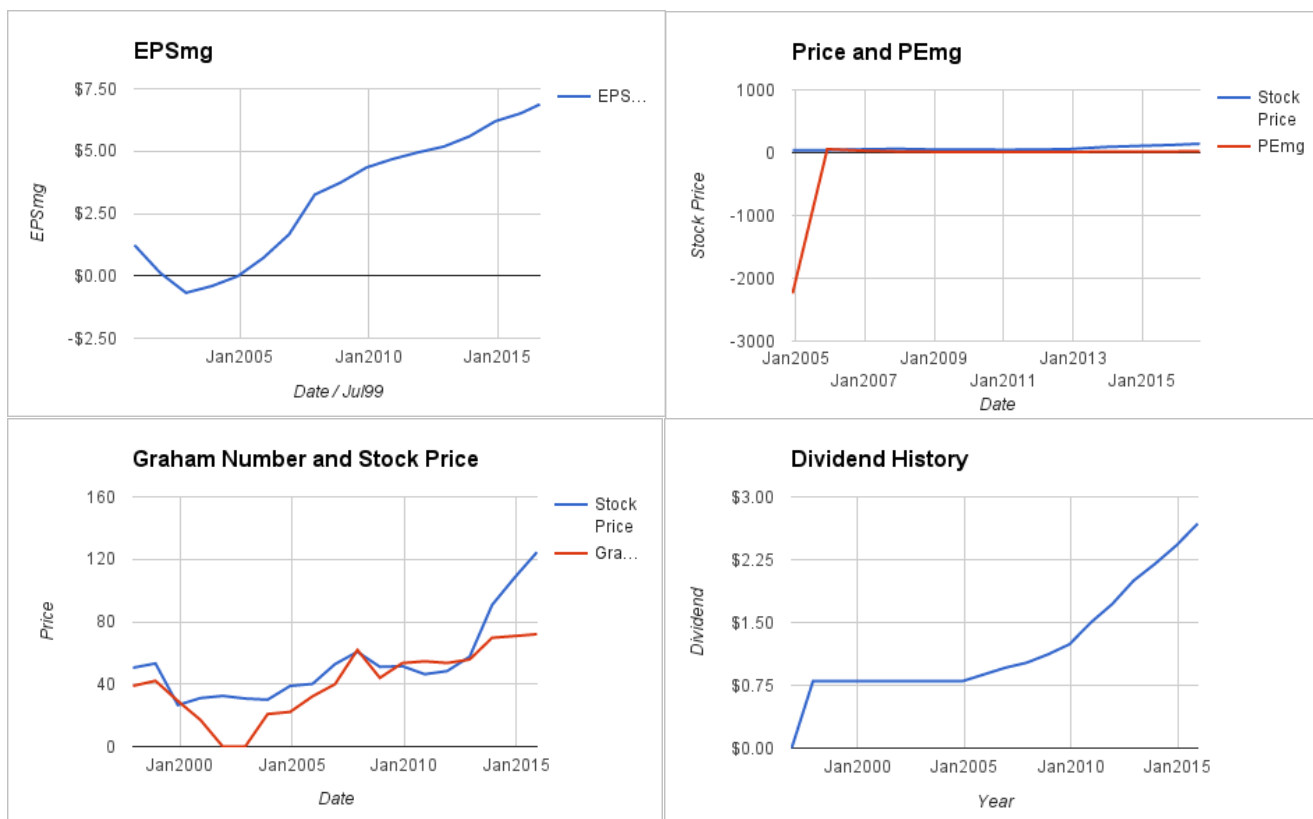 EPSmg
$7.50
$5.00
$2.50
$0.00
-$2.50
EPSmg
EPS...
Jan2005
Jan2010
Jan2015
Date / Jul99
Price and PEmg
1000
0
-1000
-2000
-3000
Stock Price
Stock
Price
PEmg
Jan2005
Jan2009
Jan2013
Jan2007
Jan2011
Jan2015
Date
Graham Number and Stock Price
160
120
80
40
0
Price
Stock
Price
Gra...
Jan2000
Jan2005
Jan2010
Jan2015
Date
Dividend History
$3.00
$2.25
$1.50
$0.75
$0.00
Dividend
Jan2000
Jan2005
Jan2010
Jan2015
Year